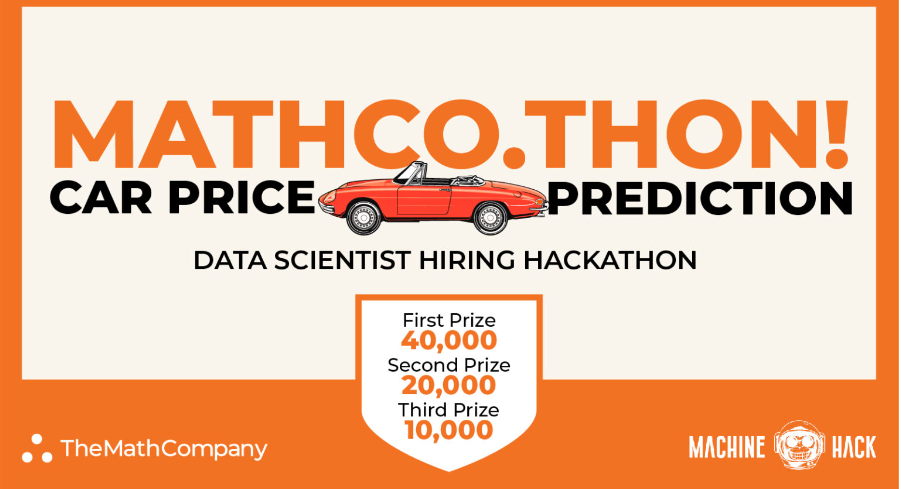 MATHCO.THON!
CAR PRICE PREDICTION
DATA SCIENTIST HIRING HACKATHON
First Prize
40,000
Second Prize
20,000
Third Prize
10,000
TheMathCompany
MACHINE HACK